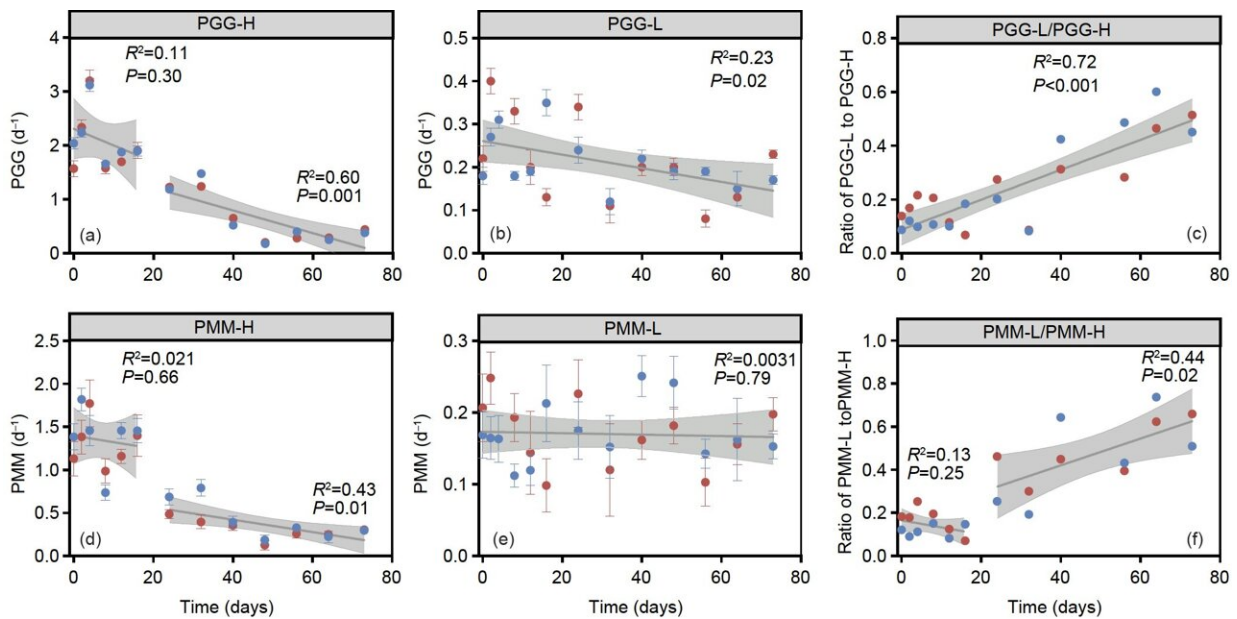 PGG-H
PGG-L
PGG-L/PGG-H
4
3
2
1
0
PGG (d⁻¹)
R²=0.11
P=0.30
R²=0.60
P=0.001
(a)
0 20 40 60 80
0.5
0.4
0.3
0.2
0.1
0.0
PGG (d⁻¹)
R²=0.23
P=0.02
(b)
0 20 40 60 80
0.8
0.6
0.4
0.2
0.0
Ratio of PGG-L to PGG-H
R²=0.72
P<0.001
(c)
0 20 40 60 80
PMM-H
PMM-L
PMM-L/PMM-H
2.5
2.0
1.5
1.0
0.5
0.0
PMM (d⁻¹)
R²=0.021
P=0.66
R²=0.43
P=0.01
(d)
0 20 40 60 80
Time (days)
0.3
0.2
0.1
0.0
PMM (d⁻¹)
R²=0.0031
P=0.79
(e)
0 20 40 60 80
Time (days)
1.0
0.8
0.6
0.4
0.2
0.0
Ratio of PMM-L toPMM-H
R²=0.44
P=0.02
R²=0.13
P=0.25
(f)
0 20 40 60 80
Time (days)